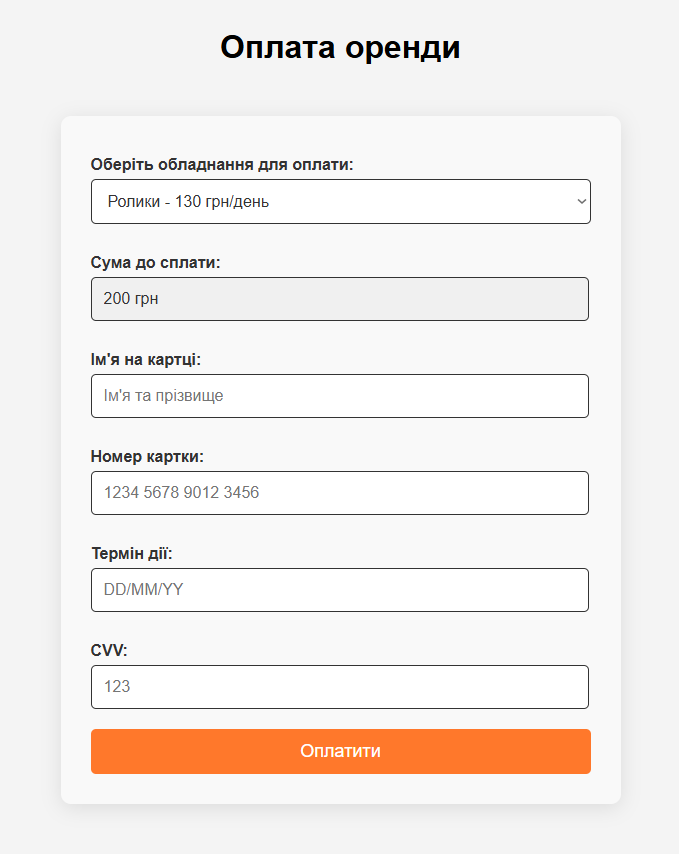 Оплата оренди
Оберіть обладнання для оплати:
Ролики - 130 грн/день
Сума до сплати:
200 грн
Ім'я на картці:
Ім'я та прізвище
Номер картки:
1234 5678 9012 3456
Термін дії:
DD/MM/YY
CVV:
123
Оплатити